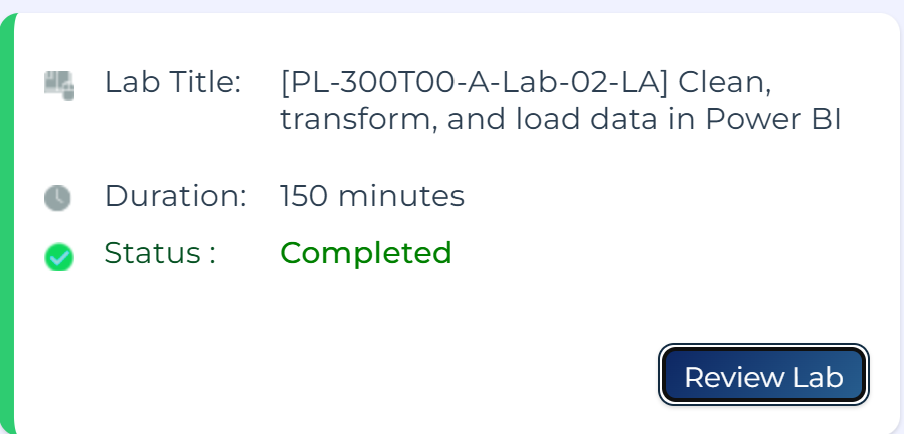 Lab Title: [PL-300T00-A-Lab-02-LA] Clean,
transform, and load data in Power BI
Duration: 150 minutes
Status : Completed
Review Lab